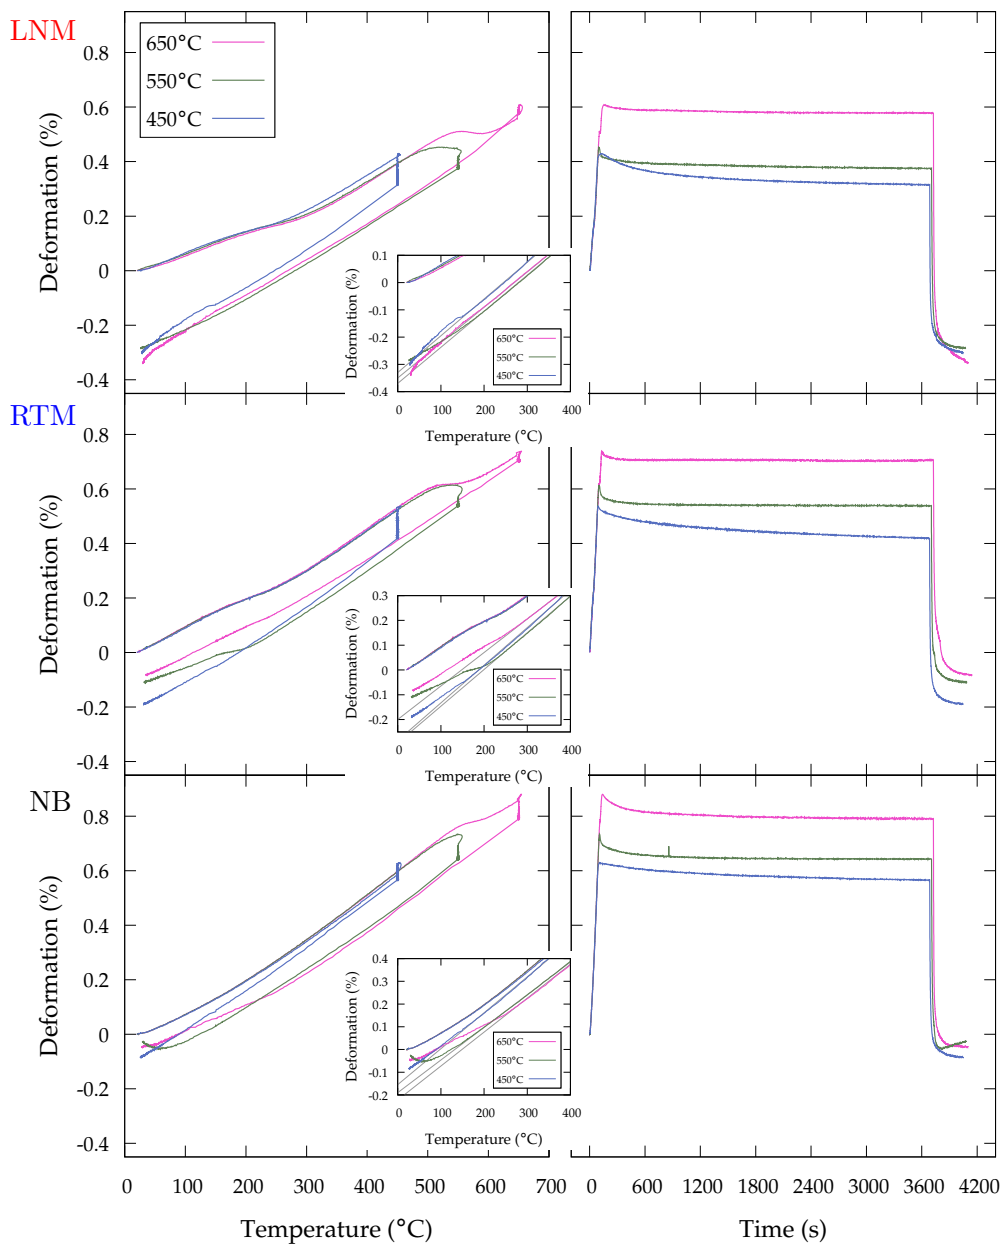 LNM
650°C
550°C
450°C
0.8
0.6
0.4
0.2
0
-0.2
-0.4
Deformation (%)
0.1
0
-0.1
-0.2
-0.3
-0.4
0 100 200 300 400
Deformation (%)
Temperature (°C)
650°C
550°C
450°C
RTM
0.8
0.6
0.4
0.2
0
-0.2
-0.4
Deformation (%)
0.3
0.2
0.1
0
-0.1
-0.2
0 100 200 300 400
Deformation (%)
Temperature (°C)
650°C
550°C
450°C
NB
0.8
0.6
0.4
0.2
0
-0.2
-0.4
Deformation (%)
0.4
0.3
0.2
0.1
0
-0.1
-0.2
0 100 200 300 400
Deformation (%)
Temperature (°C)
650°C
550°C
450°C
0 100 200 300 400 500 600 700
Temperature (°C)
0 600 1200 1800 2400 3000 3600 4200
Time (s)